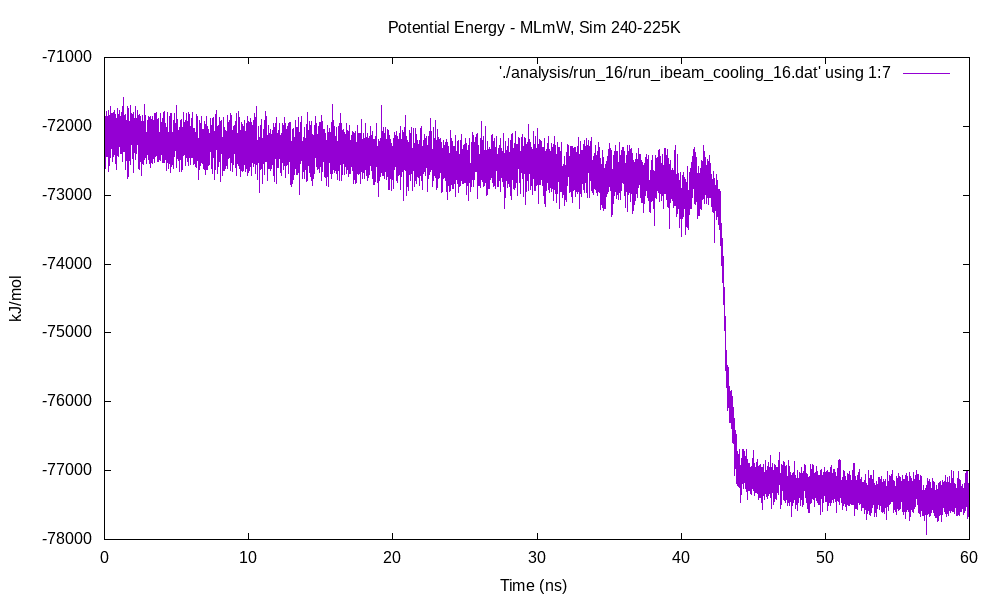 Potential Energy - MLmW, Sim 240-225K
'./analysis/run_16/run_ibeam_cooling_16.dat' using 1:7
-71000
-72000
-73000
-74000
-75000
-76000
-77000
-78000
kJ/mol
0 10 20 30 40 50 60
Time (ns)